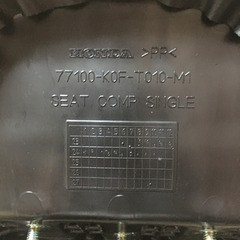 HONDA >PP<
77100-K0F-T010-M1
SEAT COMP SINGLE